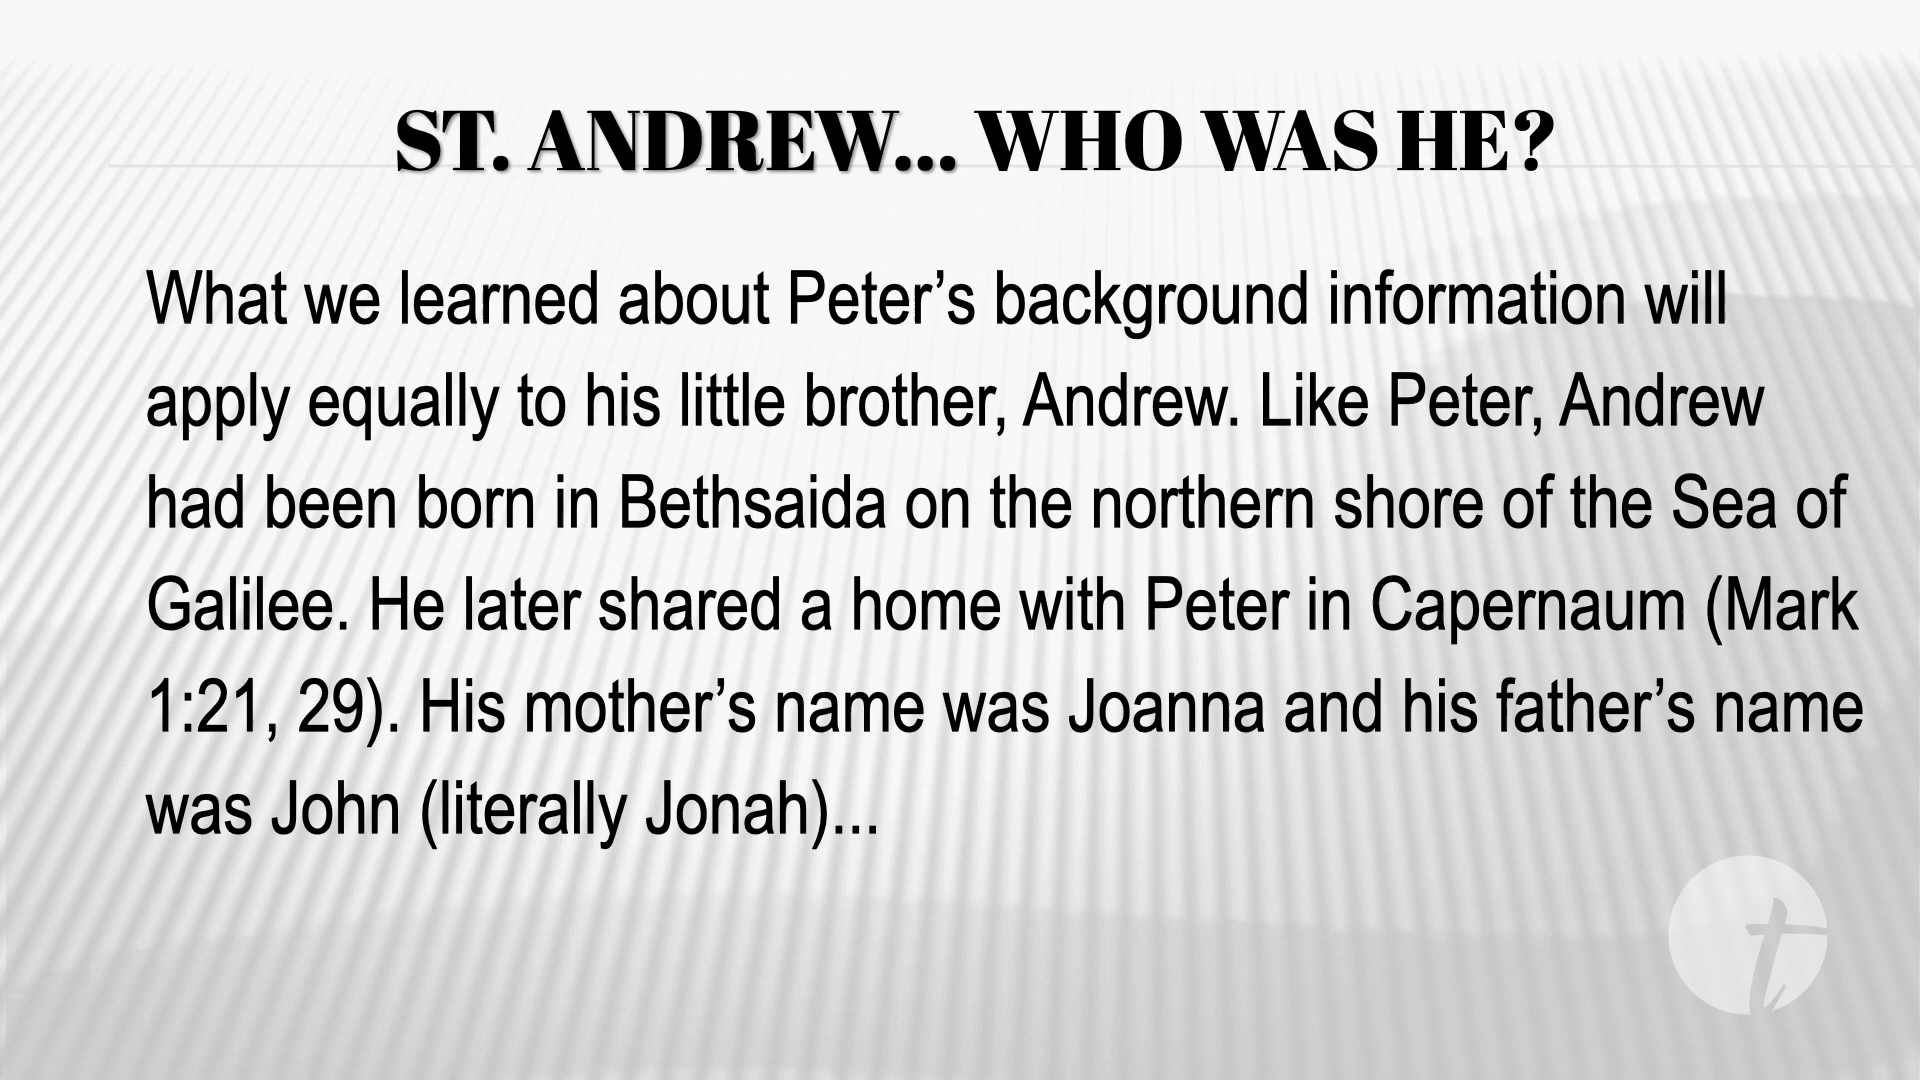 ST. ANDREW... WHO WAS HE?
What we learned about Peter’s background information will
apply equally to his little brother, Andrew. Like Peter, Andrew
had been born in Bethsaida on the northern shore of the Sea of
Galilee. He later shared a home with Peter in Capernaum (Mark
1:21, 29). His mother’s name was Joanna and his father’s name
was John (literally Jonah)...